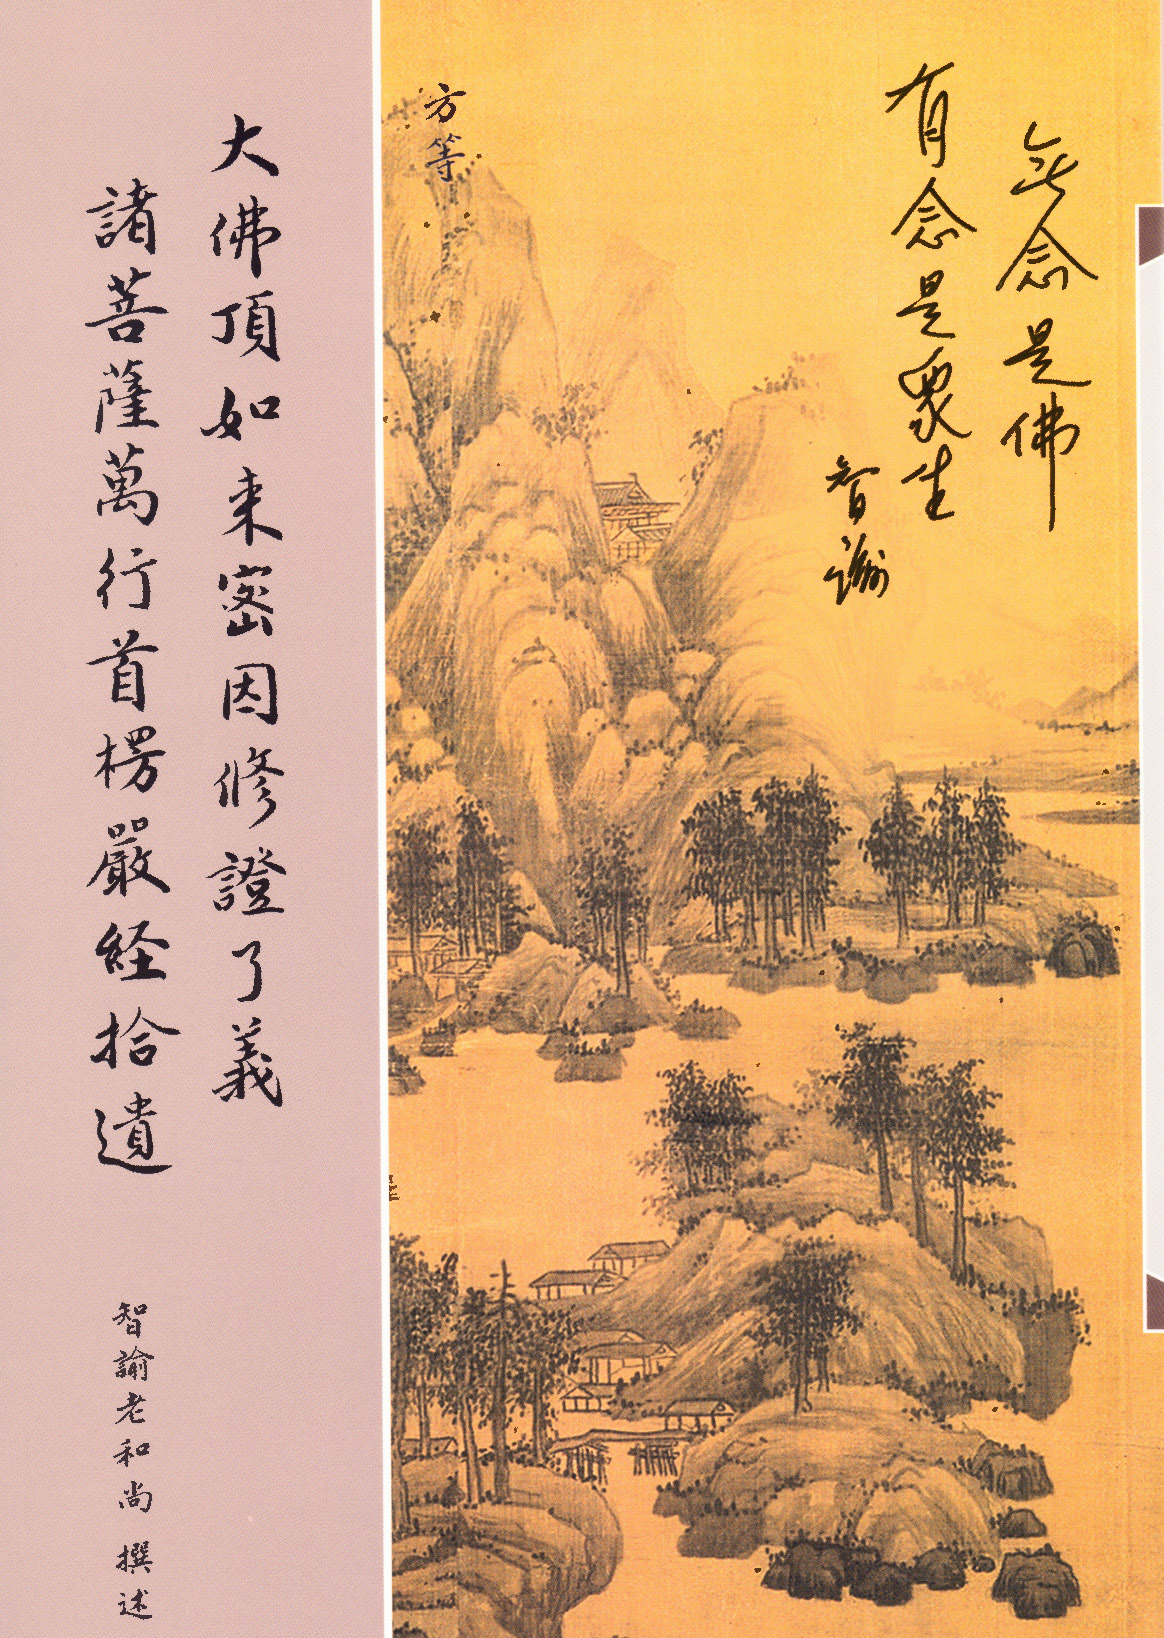 無念是佛
有念是眾生
智諭
方等
大佛頂如来密因修證了義
諸菩薩萬行首楞嚴経拾遺
智諭老和尚 撰述